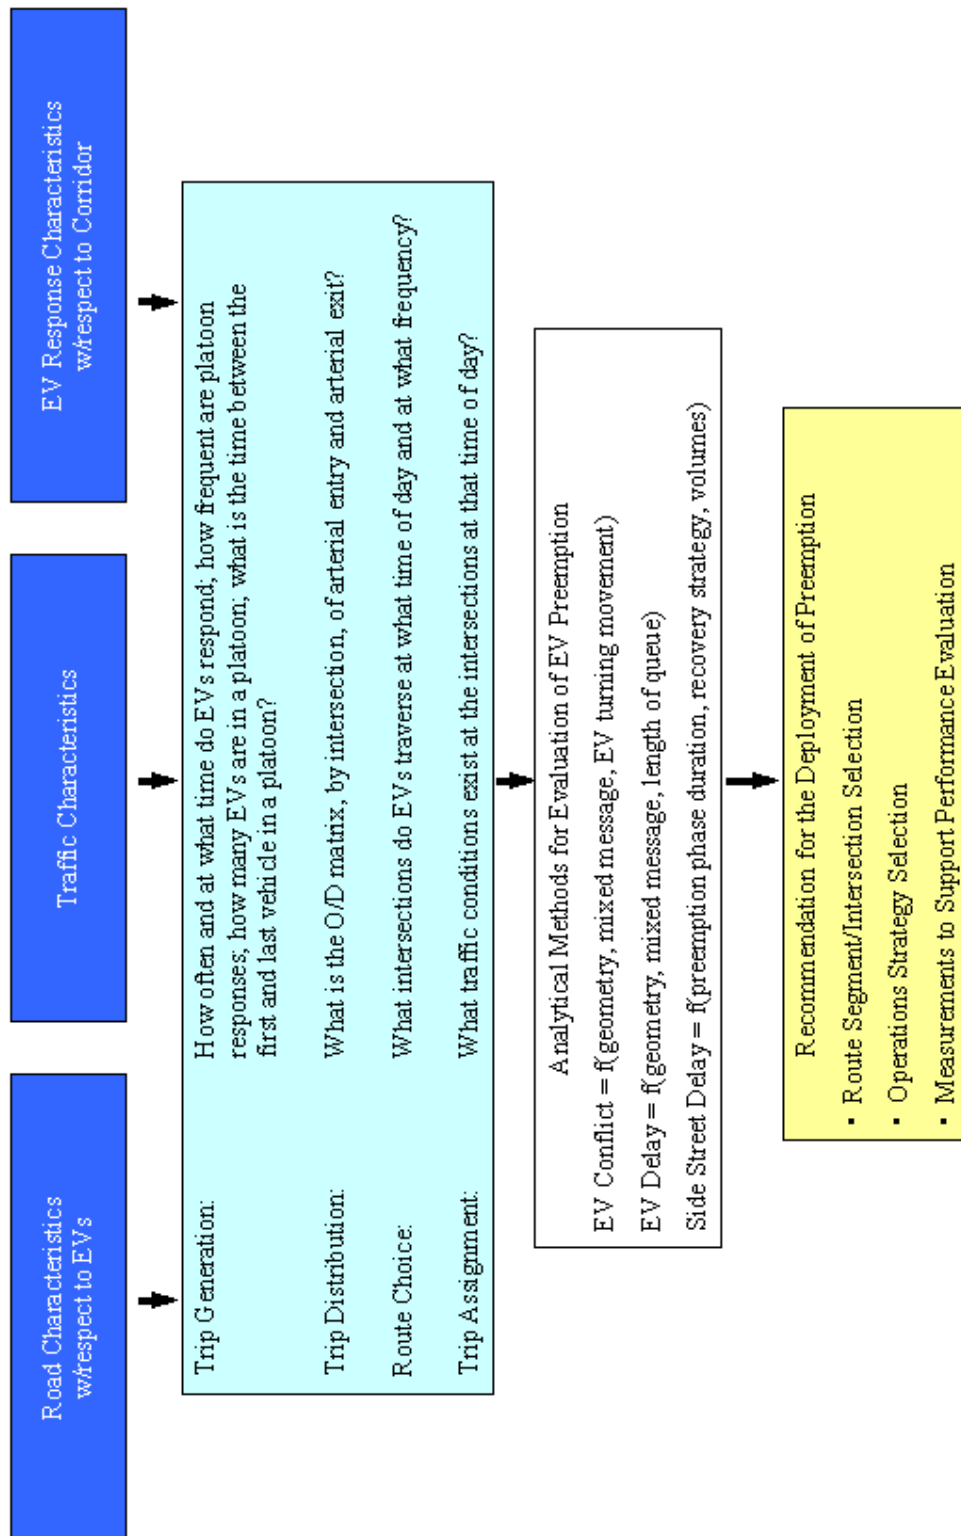 Road Characteristics
w/respect to EVs
Traffic Characteristics
EV Response Characteristics
w/respect to Corridor
Trip Generation:
How often and at what time do EVs respond; how frequent are platoon
responses; how many EVs are in a platoon; what is the time between the
first and last vehicle in a platoon?
Trip Distribution:
What is the O/D matrix, by intersection, of arterial entry and arterial exit?
Route Choice:
What intersections do EVs traverse at what time of day and at what frequency?
Trip Assignment:
What traffic conditions exist at the intersections at that time of day?
Analytical Methods for Evaluation of EV Preemption
EV Conflict = f(geometry, mixed message, EV turning movement)
EV Delay = f(geometry, mixed message, length of queue)
Side Street Delay = f(preemption phase duration, recovery strategy, volumes)
Recommendation for the Deployment of Preemption
▪ Route Segment/Intersection Selection
▪ Operations Strategy Selection
▪ Measurements to Support Performance Evaluation